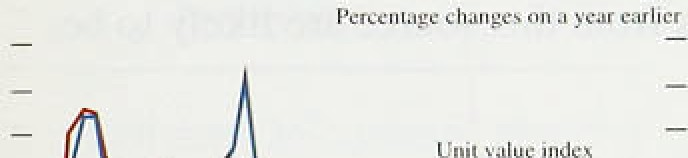 Percentage changes on a year earlier
Unit value index